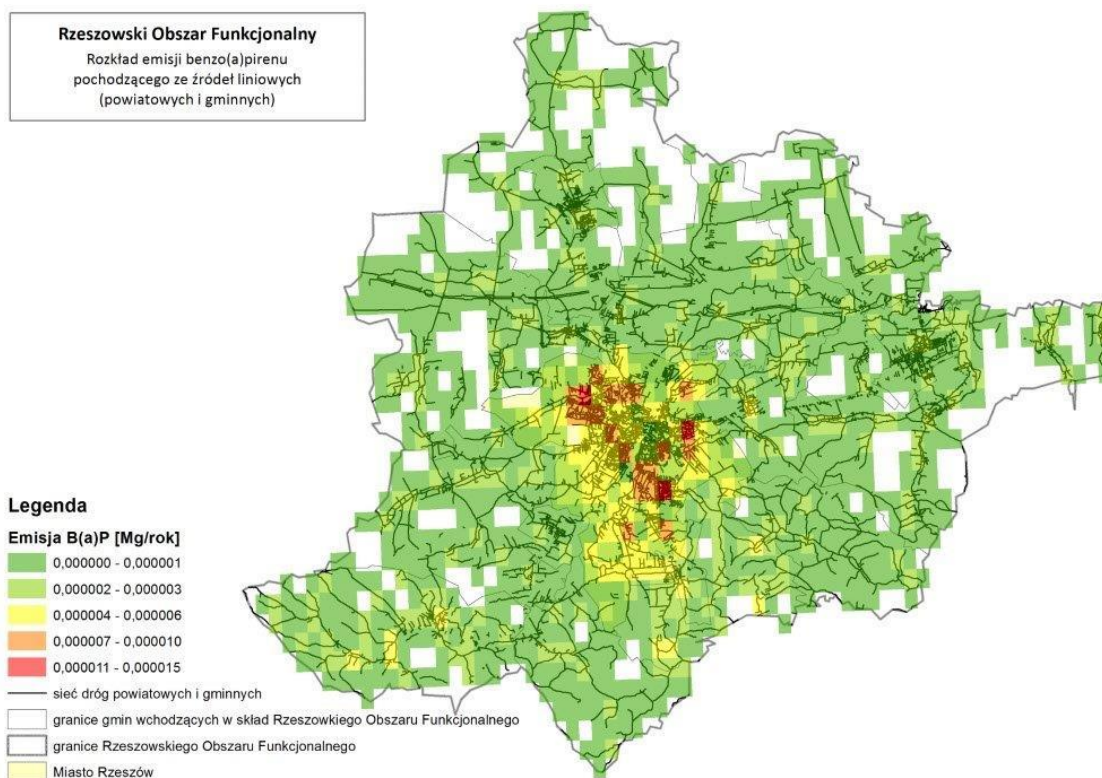 Rzeszowski Obszar Funkcjonalny
Rozkład emisji benzo(a)pirenu
pochodzącego ze źródeł liniowych
(powiatowych i gminnych)
Legenda
Emisja B(a)P [Mg/rok]
0,000000 - 0,000001
0,000002 - 0,000003
0,000004 - 0,000006
0,000007 - 0,000010
0,000011 - 0,000015
sieć dróg powiatowych i gminnych
granice gmin wchodzących w skład Rzeszowkiego Obszaru Funkcjonalnego
granice Rzeszowskiego Obszaru Funkcjonalnego
Miasto Rzeszów